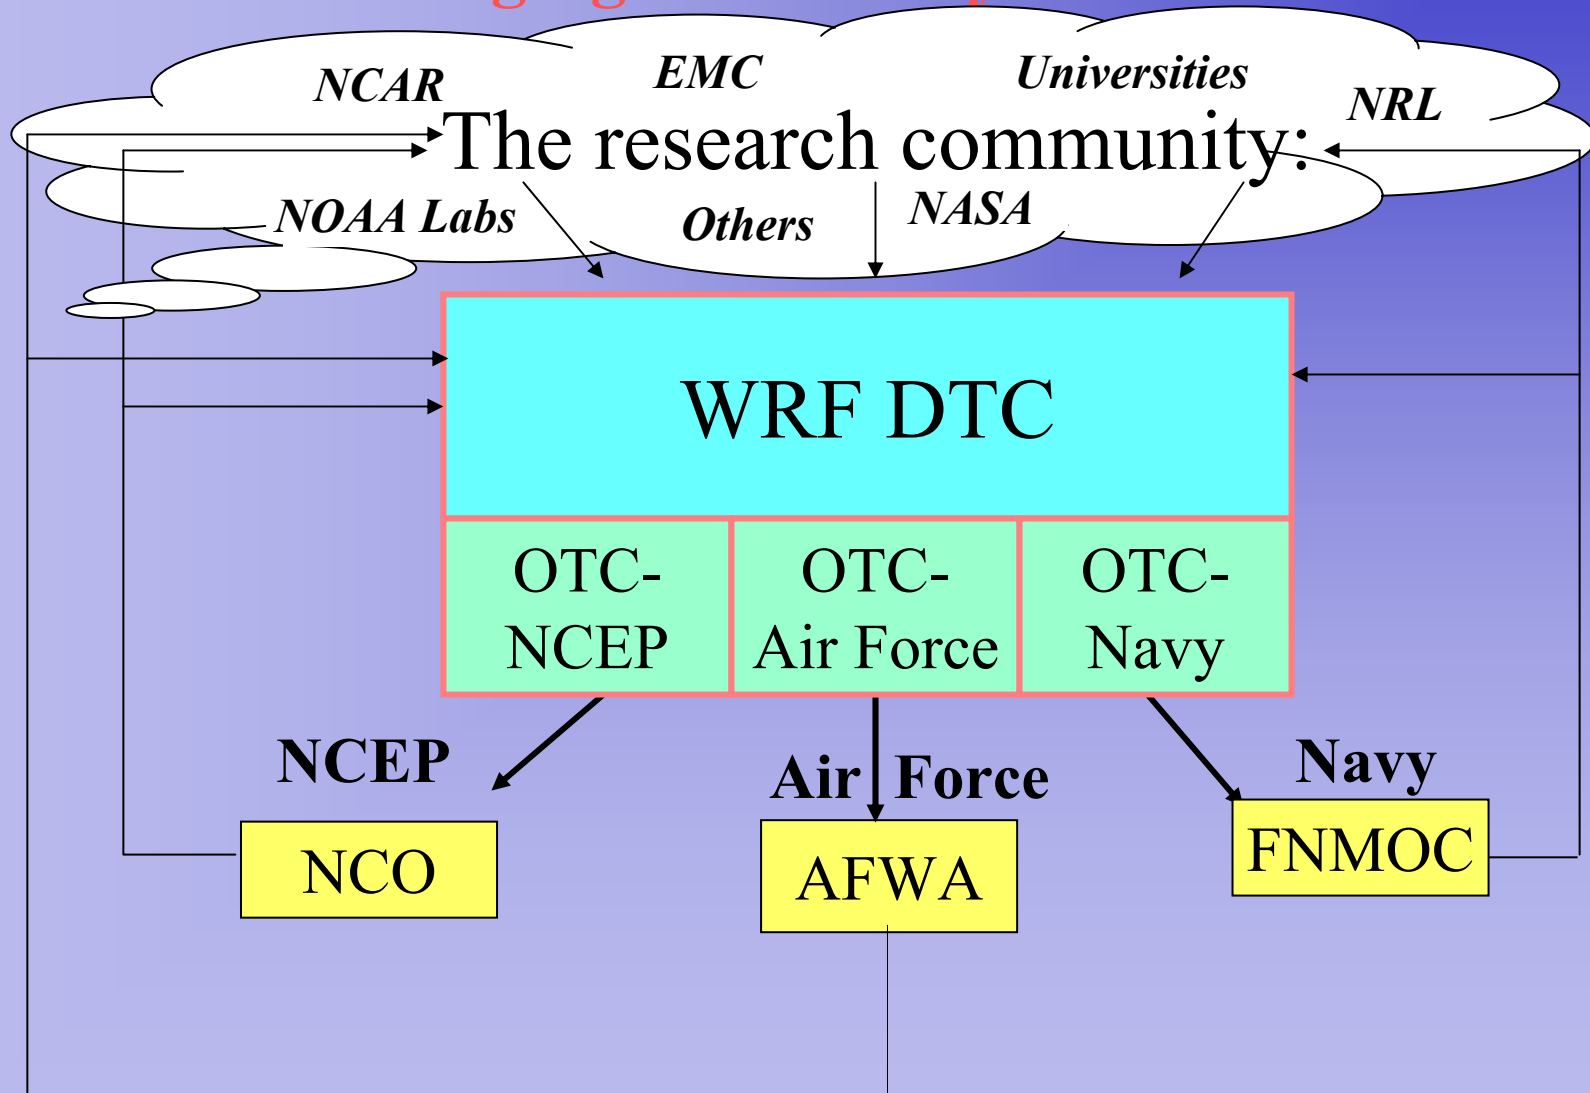 NCAR
EMC
Universities
NRL
The research community:
NOAA Labs
Others
NASA
WRF DTC
OTC-
NCEP
OTC-
Air Force
OTC-
Navy
NCEP
Air Force
Navy
NCO
AFWA
FNMOC